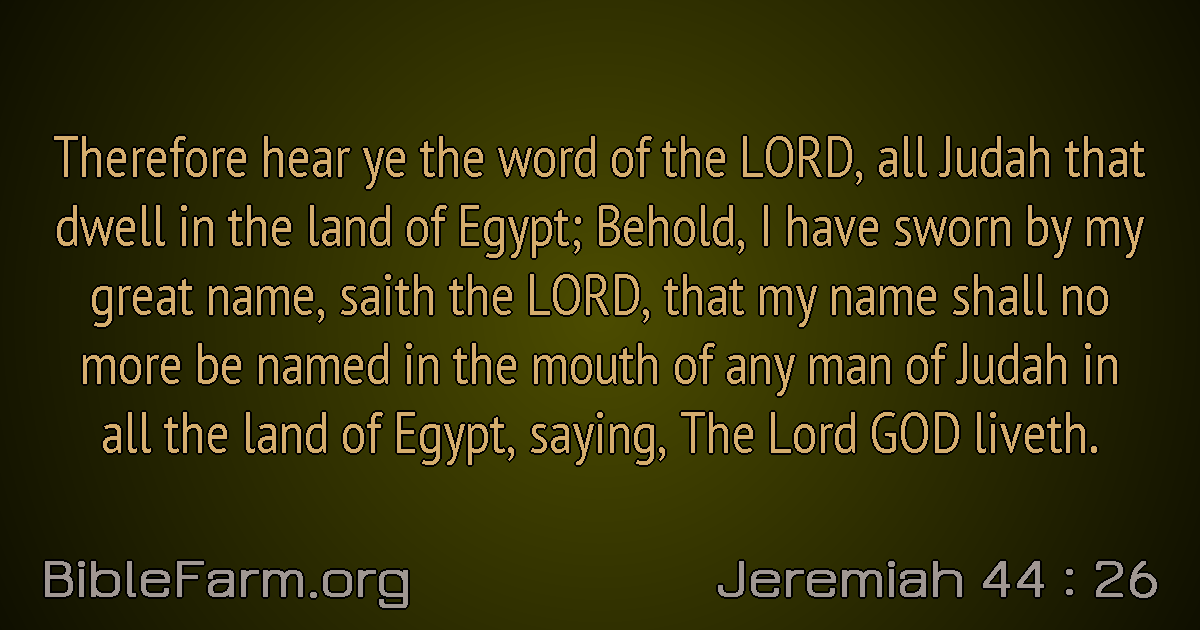 Therefore hear ye the word of the LORD, all Judah that
dwell in the land of Egypt; Behold, I have sworn by my
great name, saith the LORD, that my name shall no
more be named in the mouth of any man of Judah in
all the land of Egypt, saying, The Lord GOD liveth.
BibleFarm.org
Jeremiah 44 : 26